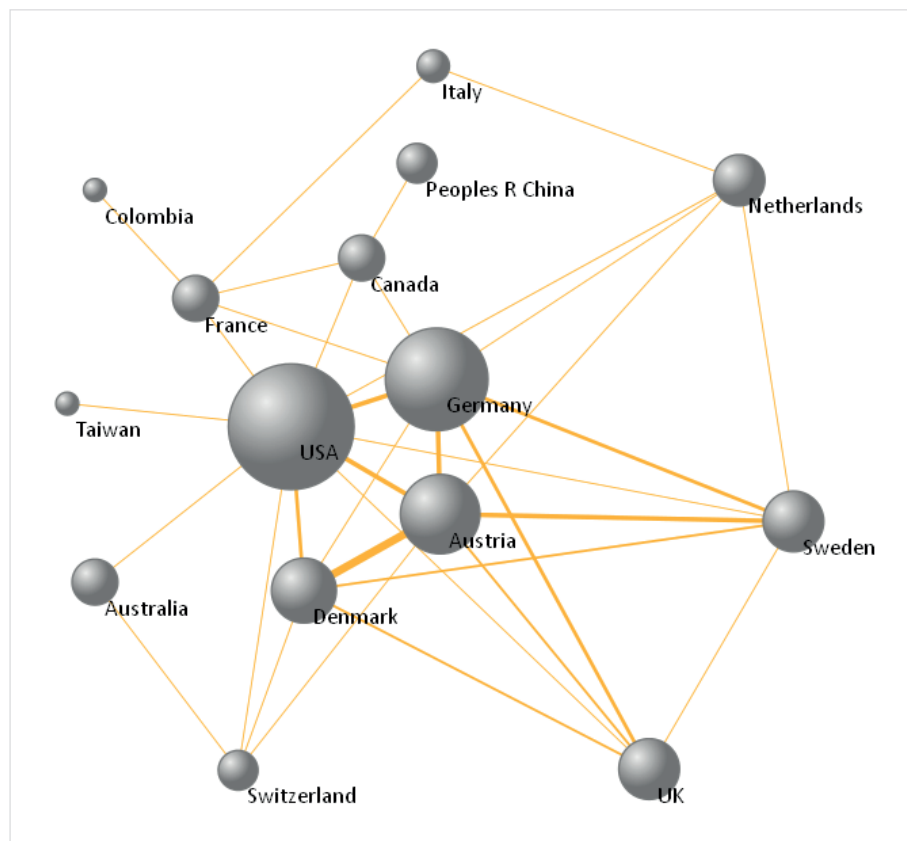 Italy
Peoples R China
Netherlands
Colombia
Canada
France
Germany
Taiwan
USA
Austria
Sweden
Australia
Denmark
Switzerland
UK